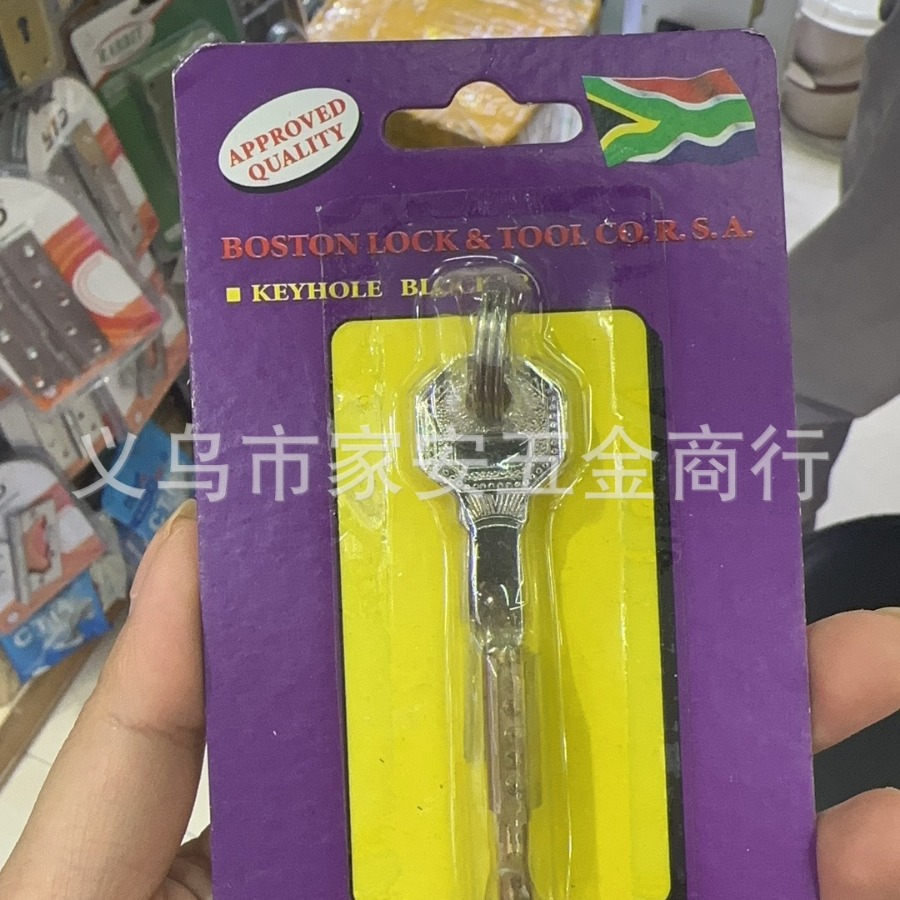 APPROVED
QUALITY
BOSTON LOCK & TOOL CO. R. S. A.
KEYHOLE
义乌市家安五金商行